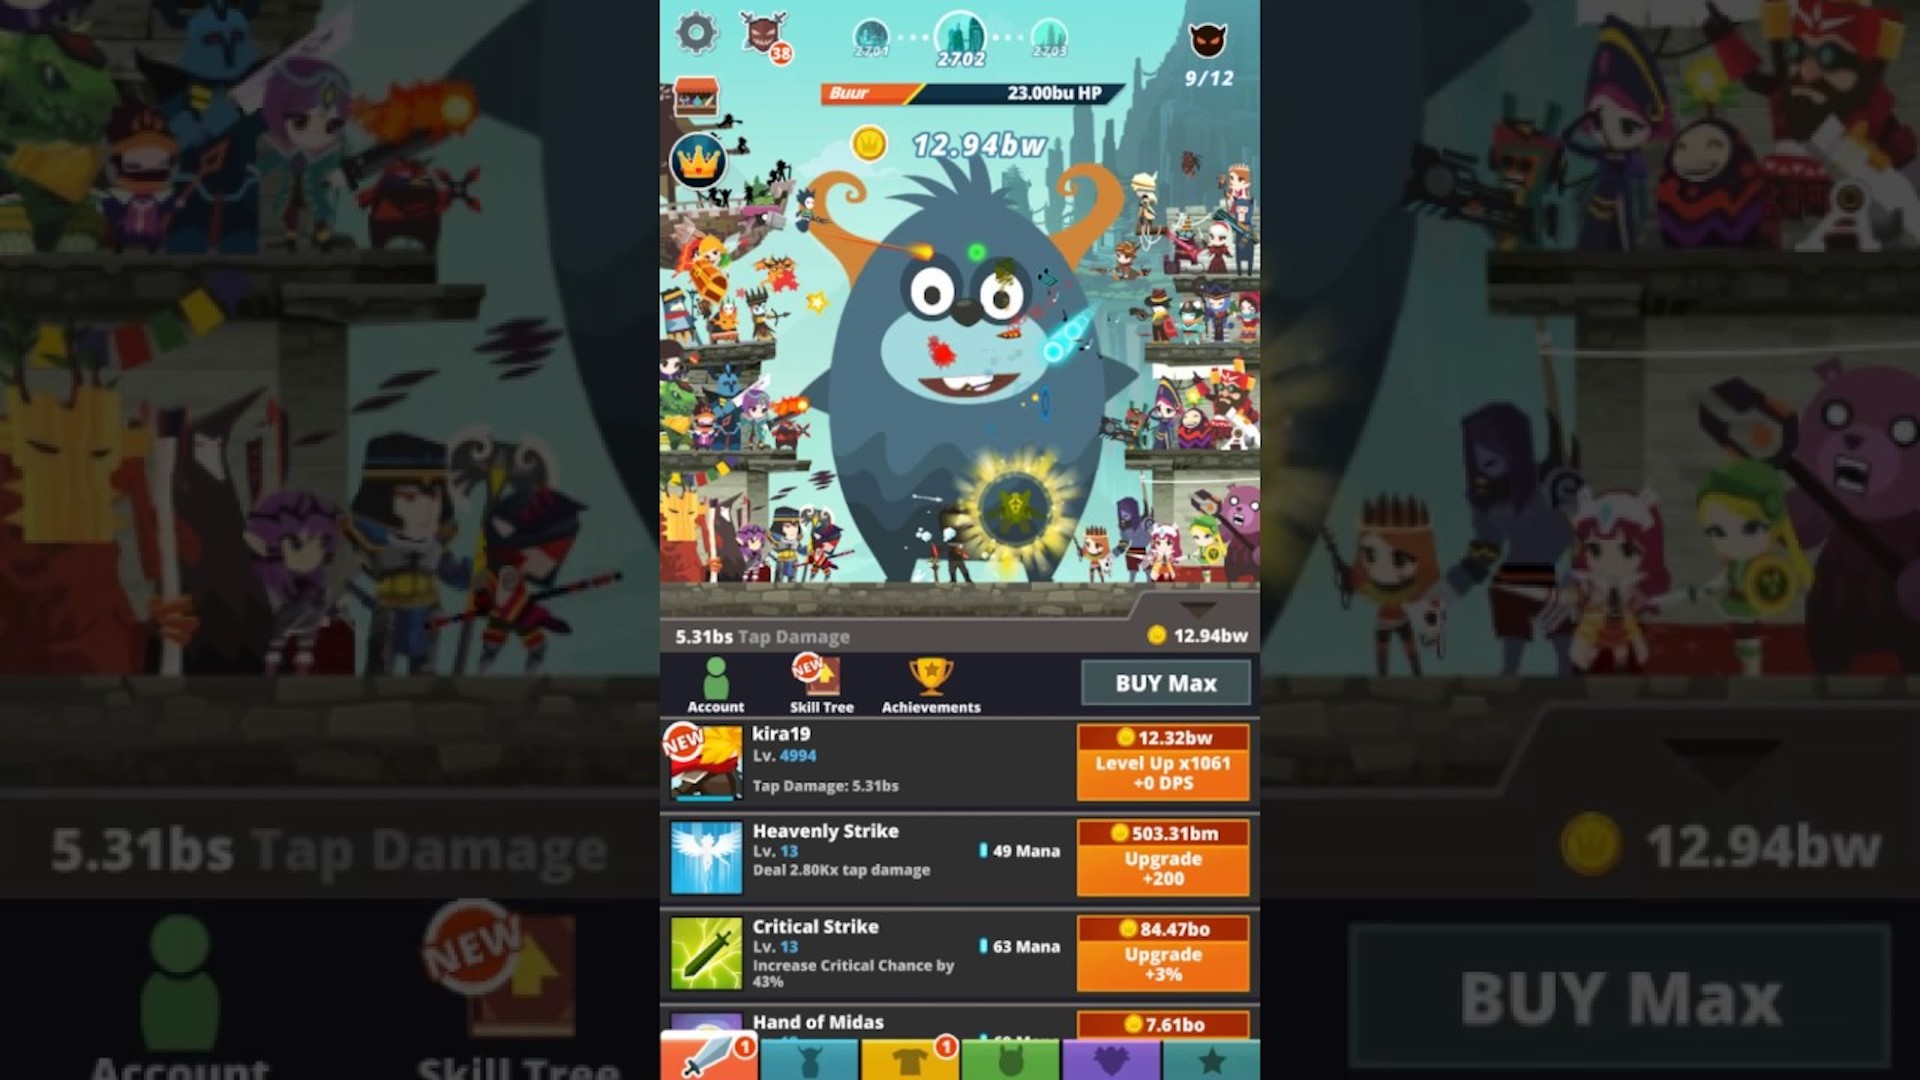 38
2701
2702
2703
9/12
Buur
23.00bu HP
12.94bw
5.31bs Tap Damage
12.94bw
Account
NEW
Skill Tree
Achievements
BUY Max
NEW
kira19
Lv. 4994
Tap Damage: 5.31bs
12.32bw
Level Up x1061
+0 DPS
Heavenly Strike
Lv. 13
Deal 2.80Kx tap damage
49 Mana
503.31bm
Upgrade
+200
Critical Strike
Lv. 13
Increase Critical Chance by
43%
63 Mana
84.47bo
Upgrade
+3%
Hand of Midas
7.61bo
1
1
5.31bs Tap Damage
12.94bw
NEW
Account
Skill Tree
BUY Max